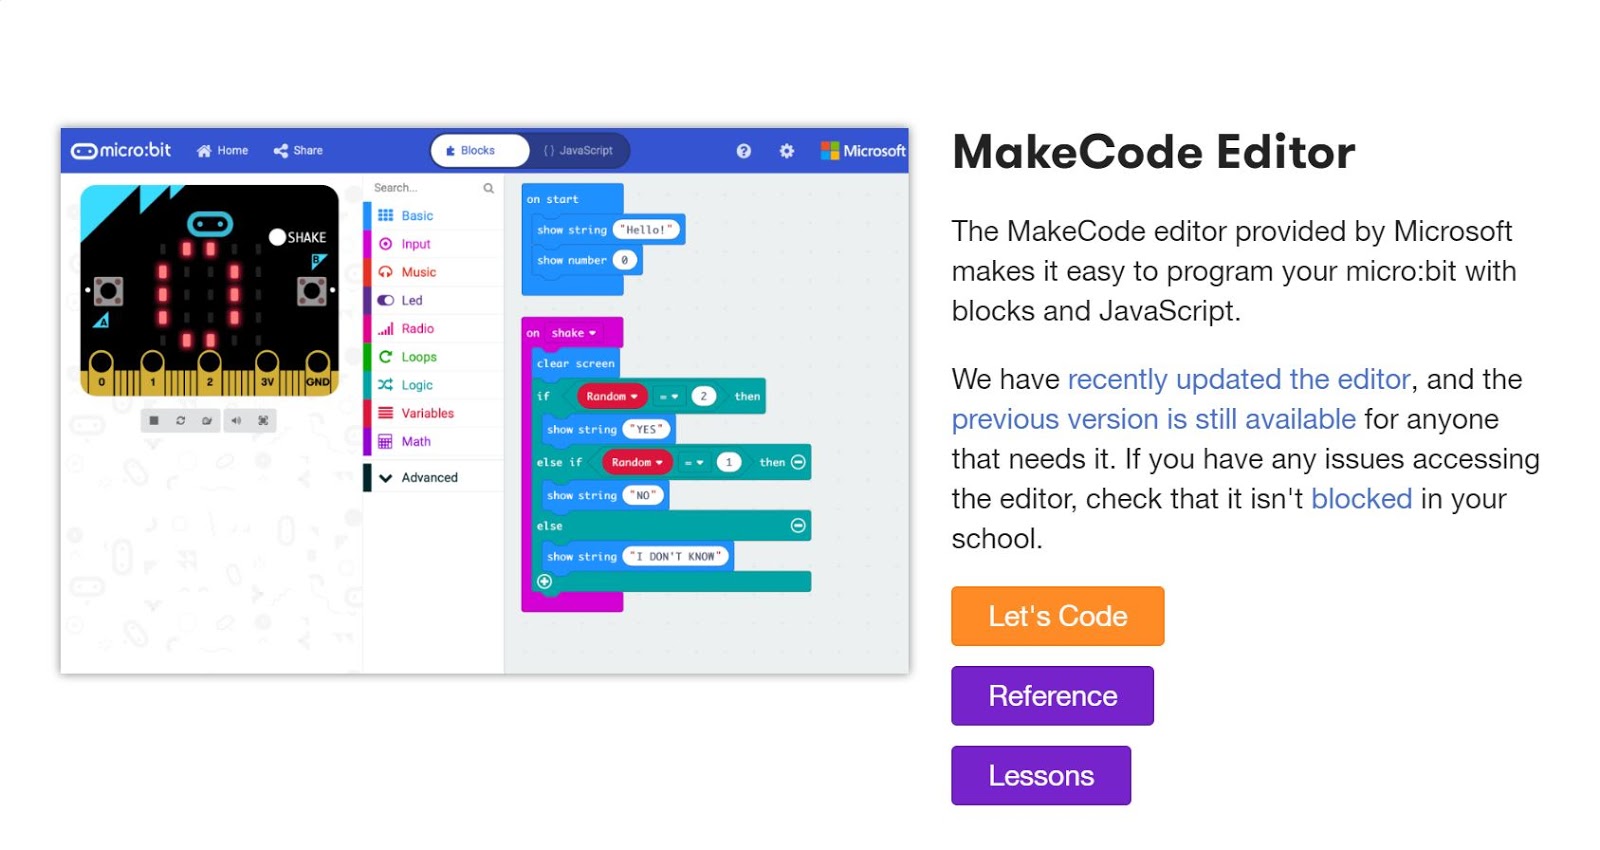 micro:bit
Home
Share
Blocks
{ } JavaScript
?
Microsoft
SHAKE
B
A
0 1 2 3V GND
Search...
Basic
Input
Music
Led
Radio
Loops
Logic
Variables
Math
Advanced
on start
show string "Hello!"
show number 0
on shake
clear screen
if Random = 2 then
show string "YES"
else if Random = 1 then
show string "NO"
else
show string "I DON'T KNOW"
MakeCode Editor
The MakeCode editor provided by Microsoft
makes it easy to program your micro:bit with
blocks and JavaScript.
We have recently updated the editor, and the
previous version is still available for anyone
that needs it. If you have any issues accessing
the editor, check that it isn't blocked in your
school.
Let's Code
Reference
Lessons